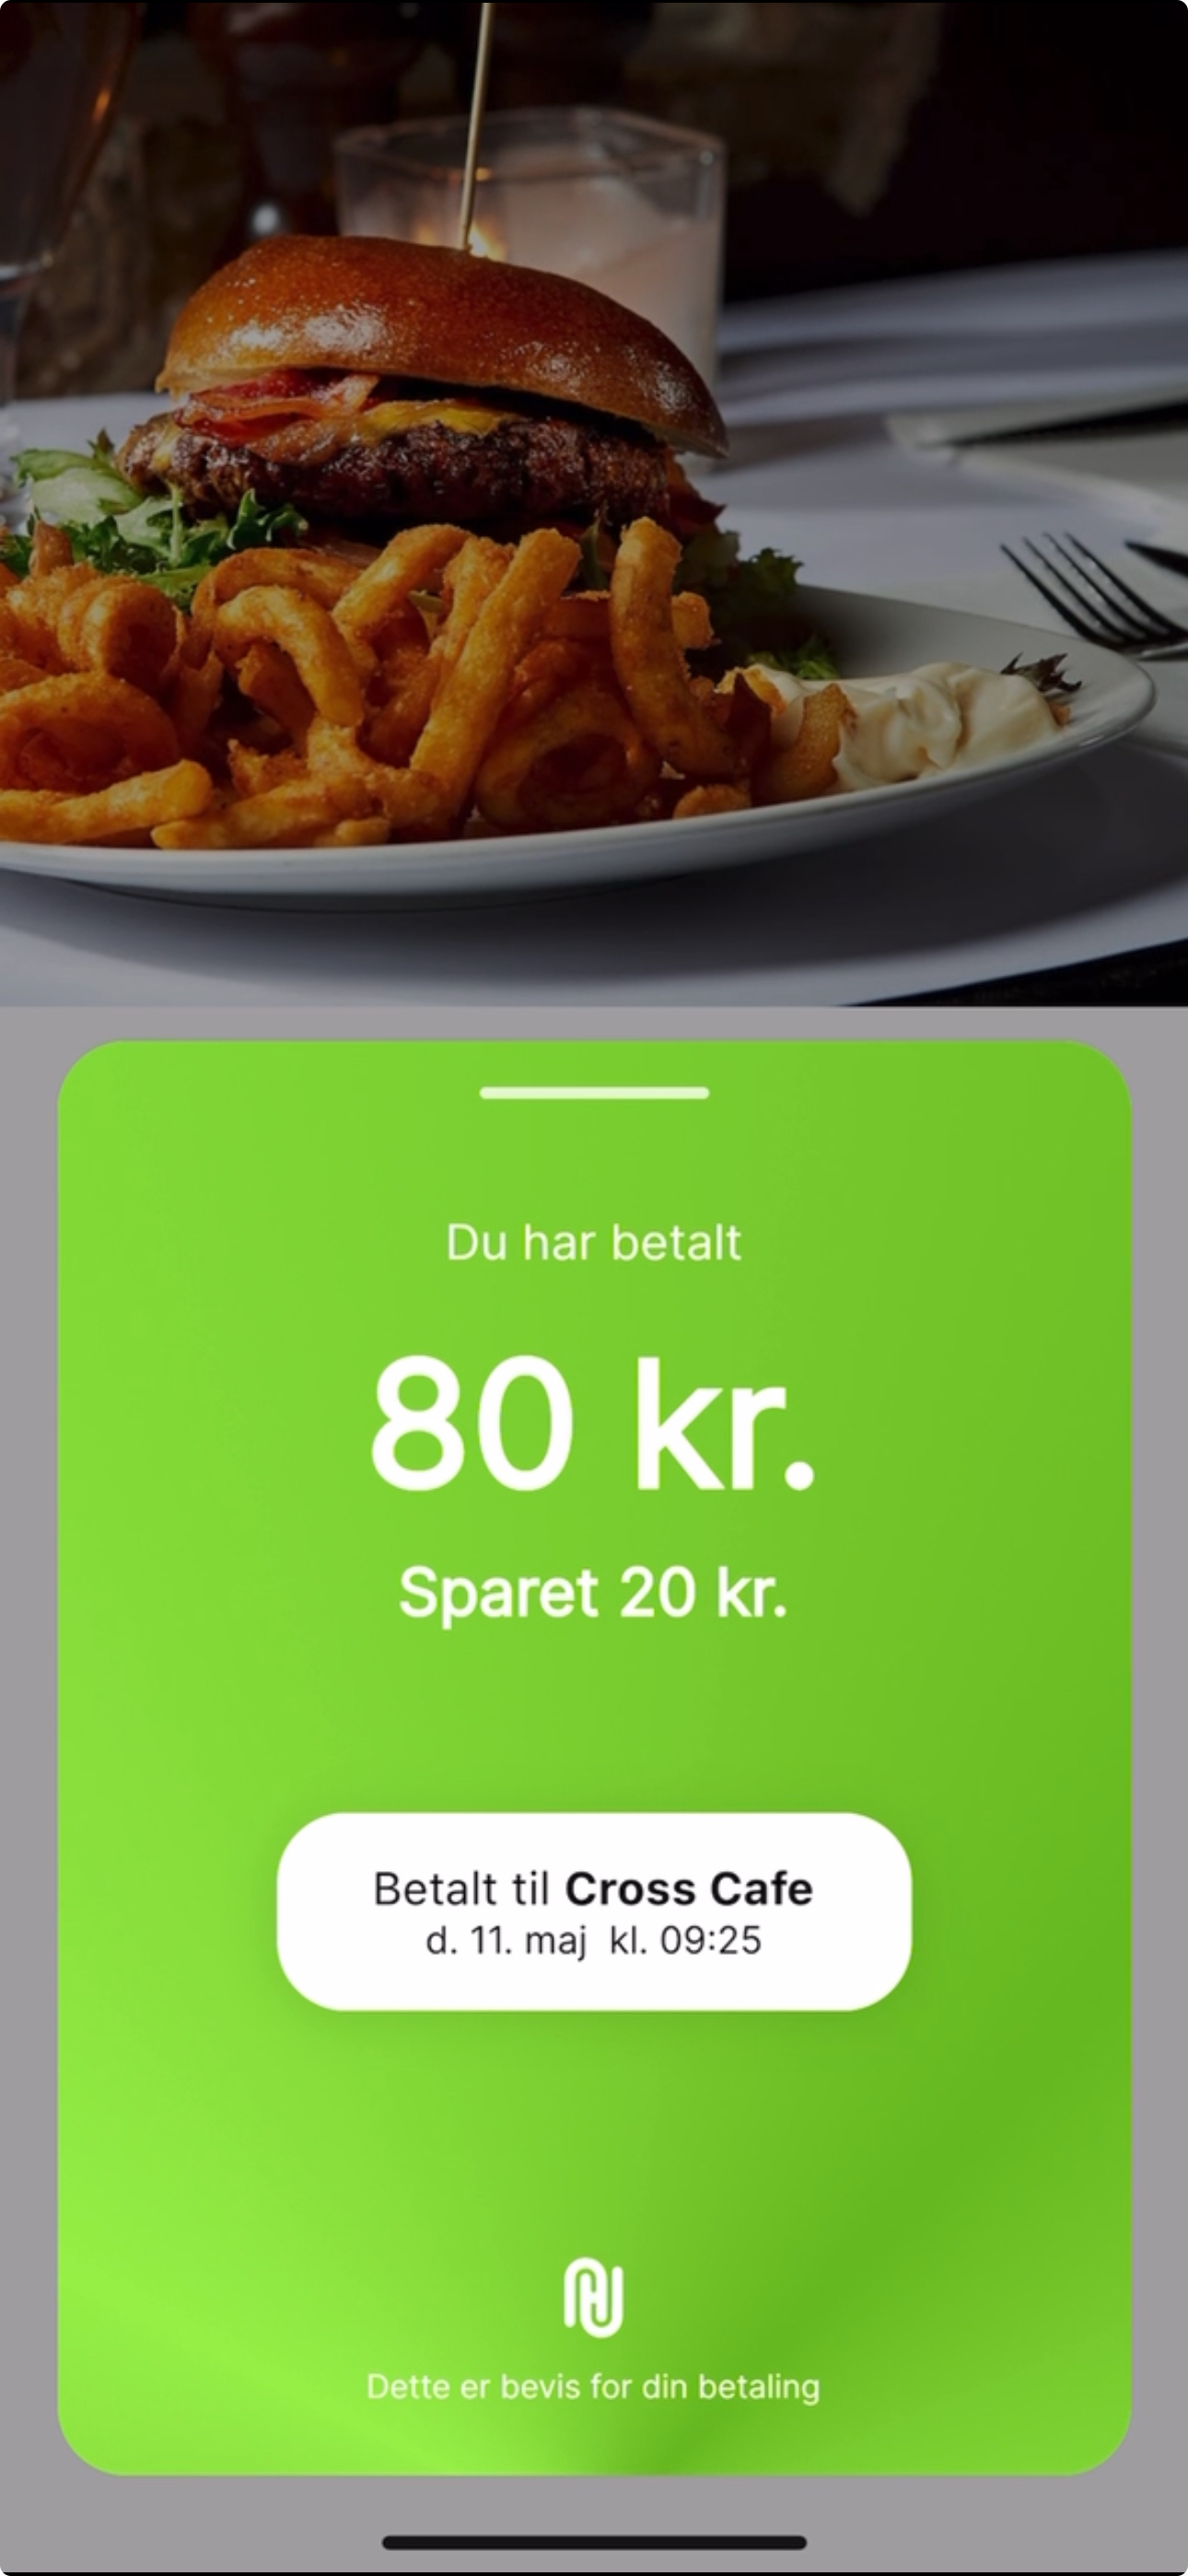 Du har betalt
80 kr.
Sparet 20 kr.
Betalt til Cross Cafe
d. 11. maj kl. 09:25
Dette er bevis for din betaling